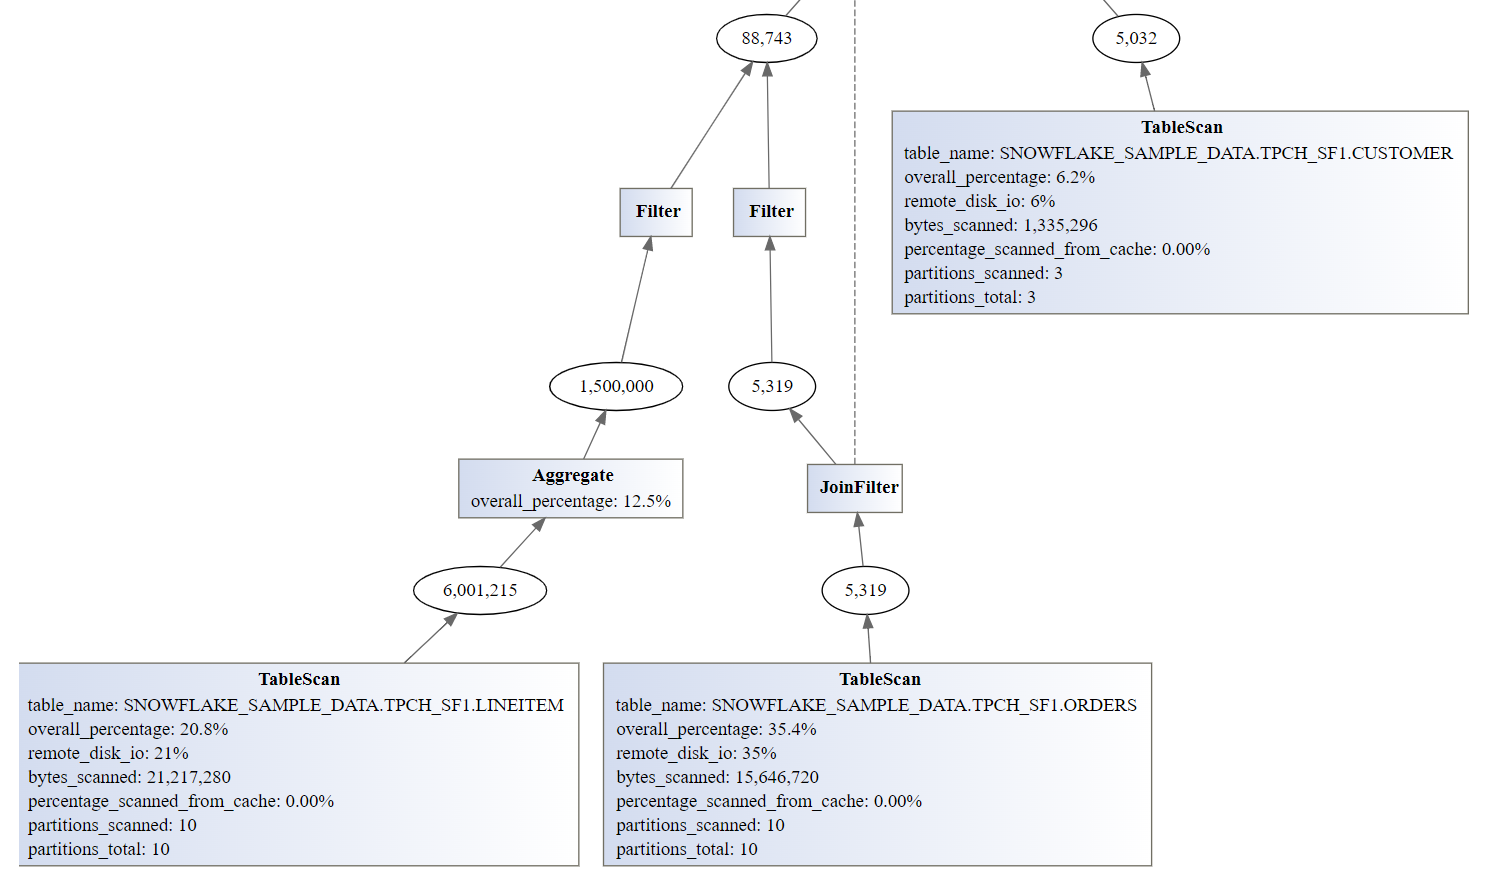 88,743
5,032
TableScan
table_name: SNOWFLAKE_SAMPLE_DATA.TPCH_SF1.CUSTOMER
overall_percentage: 6.2%
remote_disk_io: 6%
bytes_scanned: 1,335,296
percentage_scanned_from_cache: 0.00%
partitions_scanned: 3
partitions_total: 3
Filter
Filter
1,500,000
5,319
Aggregate
overall_percentage: 12.5%
JoinFilter
6,001,215
5,319
TableScan
table_name: SNOWFLAKE_SAMPLE_DATA.TPCH_SF1.LINEITEM
overall_percentage: 20.8%
remote_disk_io: 21%
bytes_scanned: 21,217,280
percentage_scanned_from_cache: 0.00%
partitions_scanned: 10
partitions_total: 10
TableScan
table_name: SNOWFLAKE_SAMPLE_DATA.TPCH_SF1.ORDERS
overall_percentage: 35.4%
remote_disk_io: 35%
bytes_scanned: 15,646,720
percentage_scanned_from_cache: 0.00%
partitions_scanned: 10
partitions_total: 10